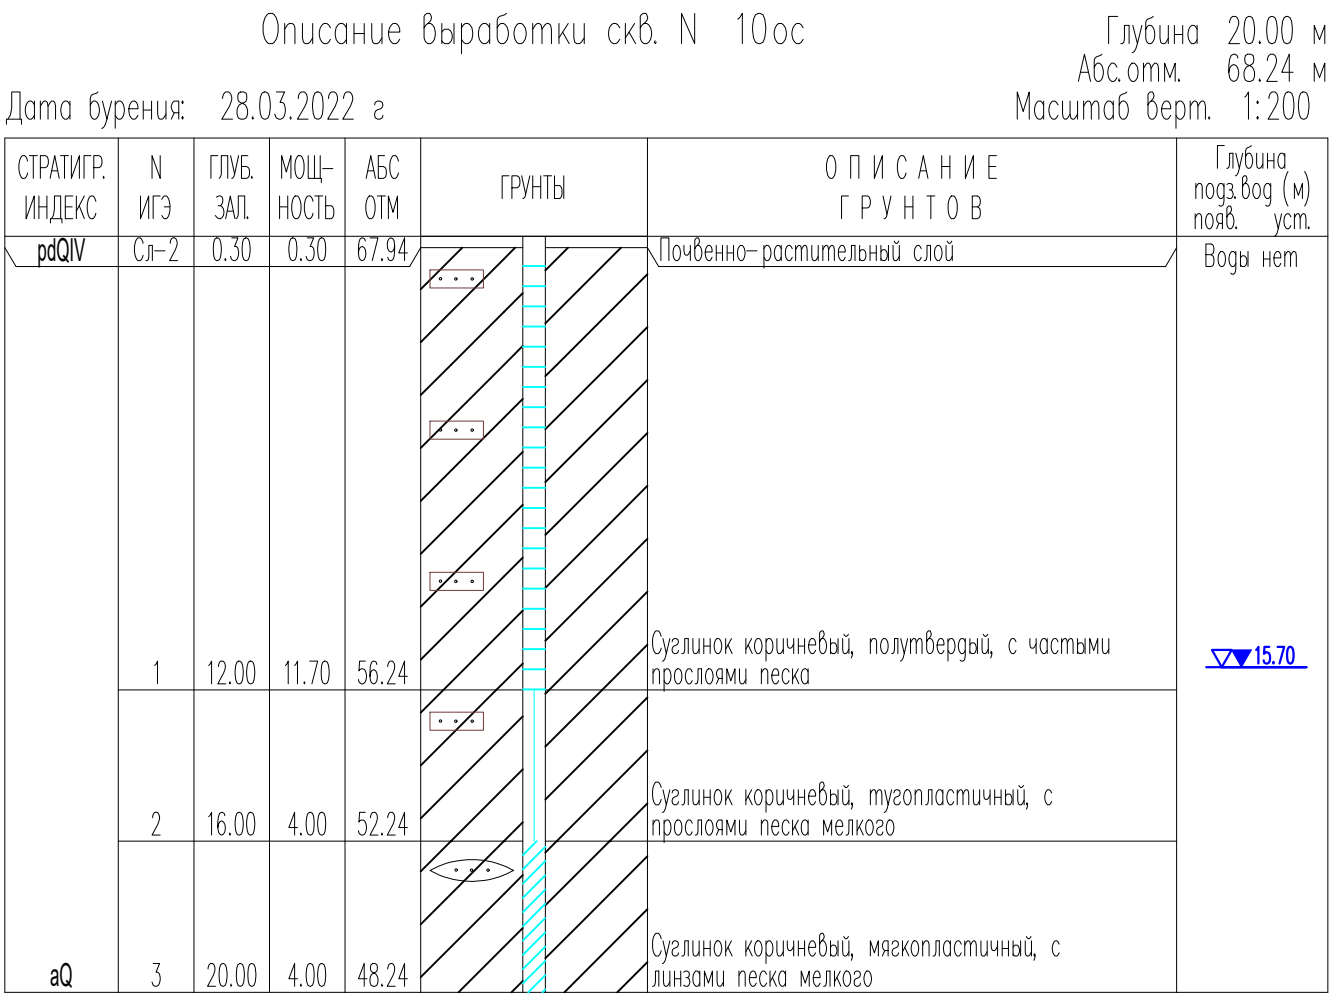 Описание выработки скв. N 10ос
Глубина 20.00 м
Абс.отм. 68.24 м
Дата бурения: 28.03.2022 г
Масштаб верт. 1:200
СТРАТИГР. ИНДЕКС
N ИГЭ
ГЛУБ. ЗАЛ.
МОЩ- НОСТЬ
АБС ОТМ
ГРУНТЫ
ОПИСАНИЕ
ГРУНТОВ
Глубина
подз.вод (м)
появ. уст.
pdQIV Сл-2 0.30 0.30 67.94 Почвенно-растительный слой
Воды нет
Суглинок коричневый, полутвердый, с частыми
1 12.00 11.70 56.24 прослоями песка
15.70
Суглинок коричневый, тугопластичный, с
2 16.00 4.00 52.24 прослоями песка мелкого
Суглинок коричневый, мягкопластичный, с
aQ 3 20.00 4.00 48.24 линзами песка мелкого